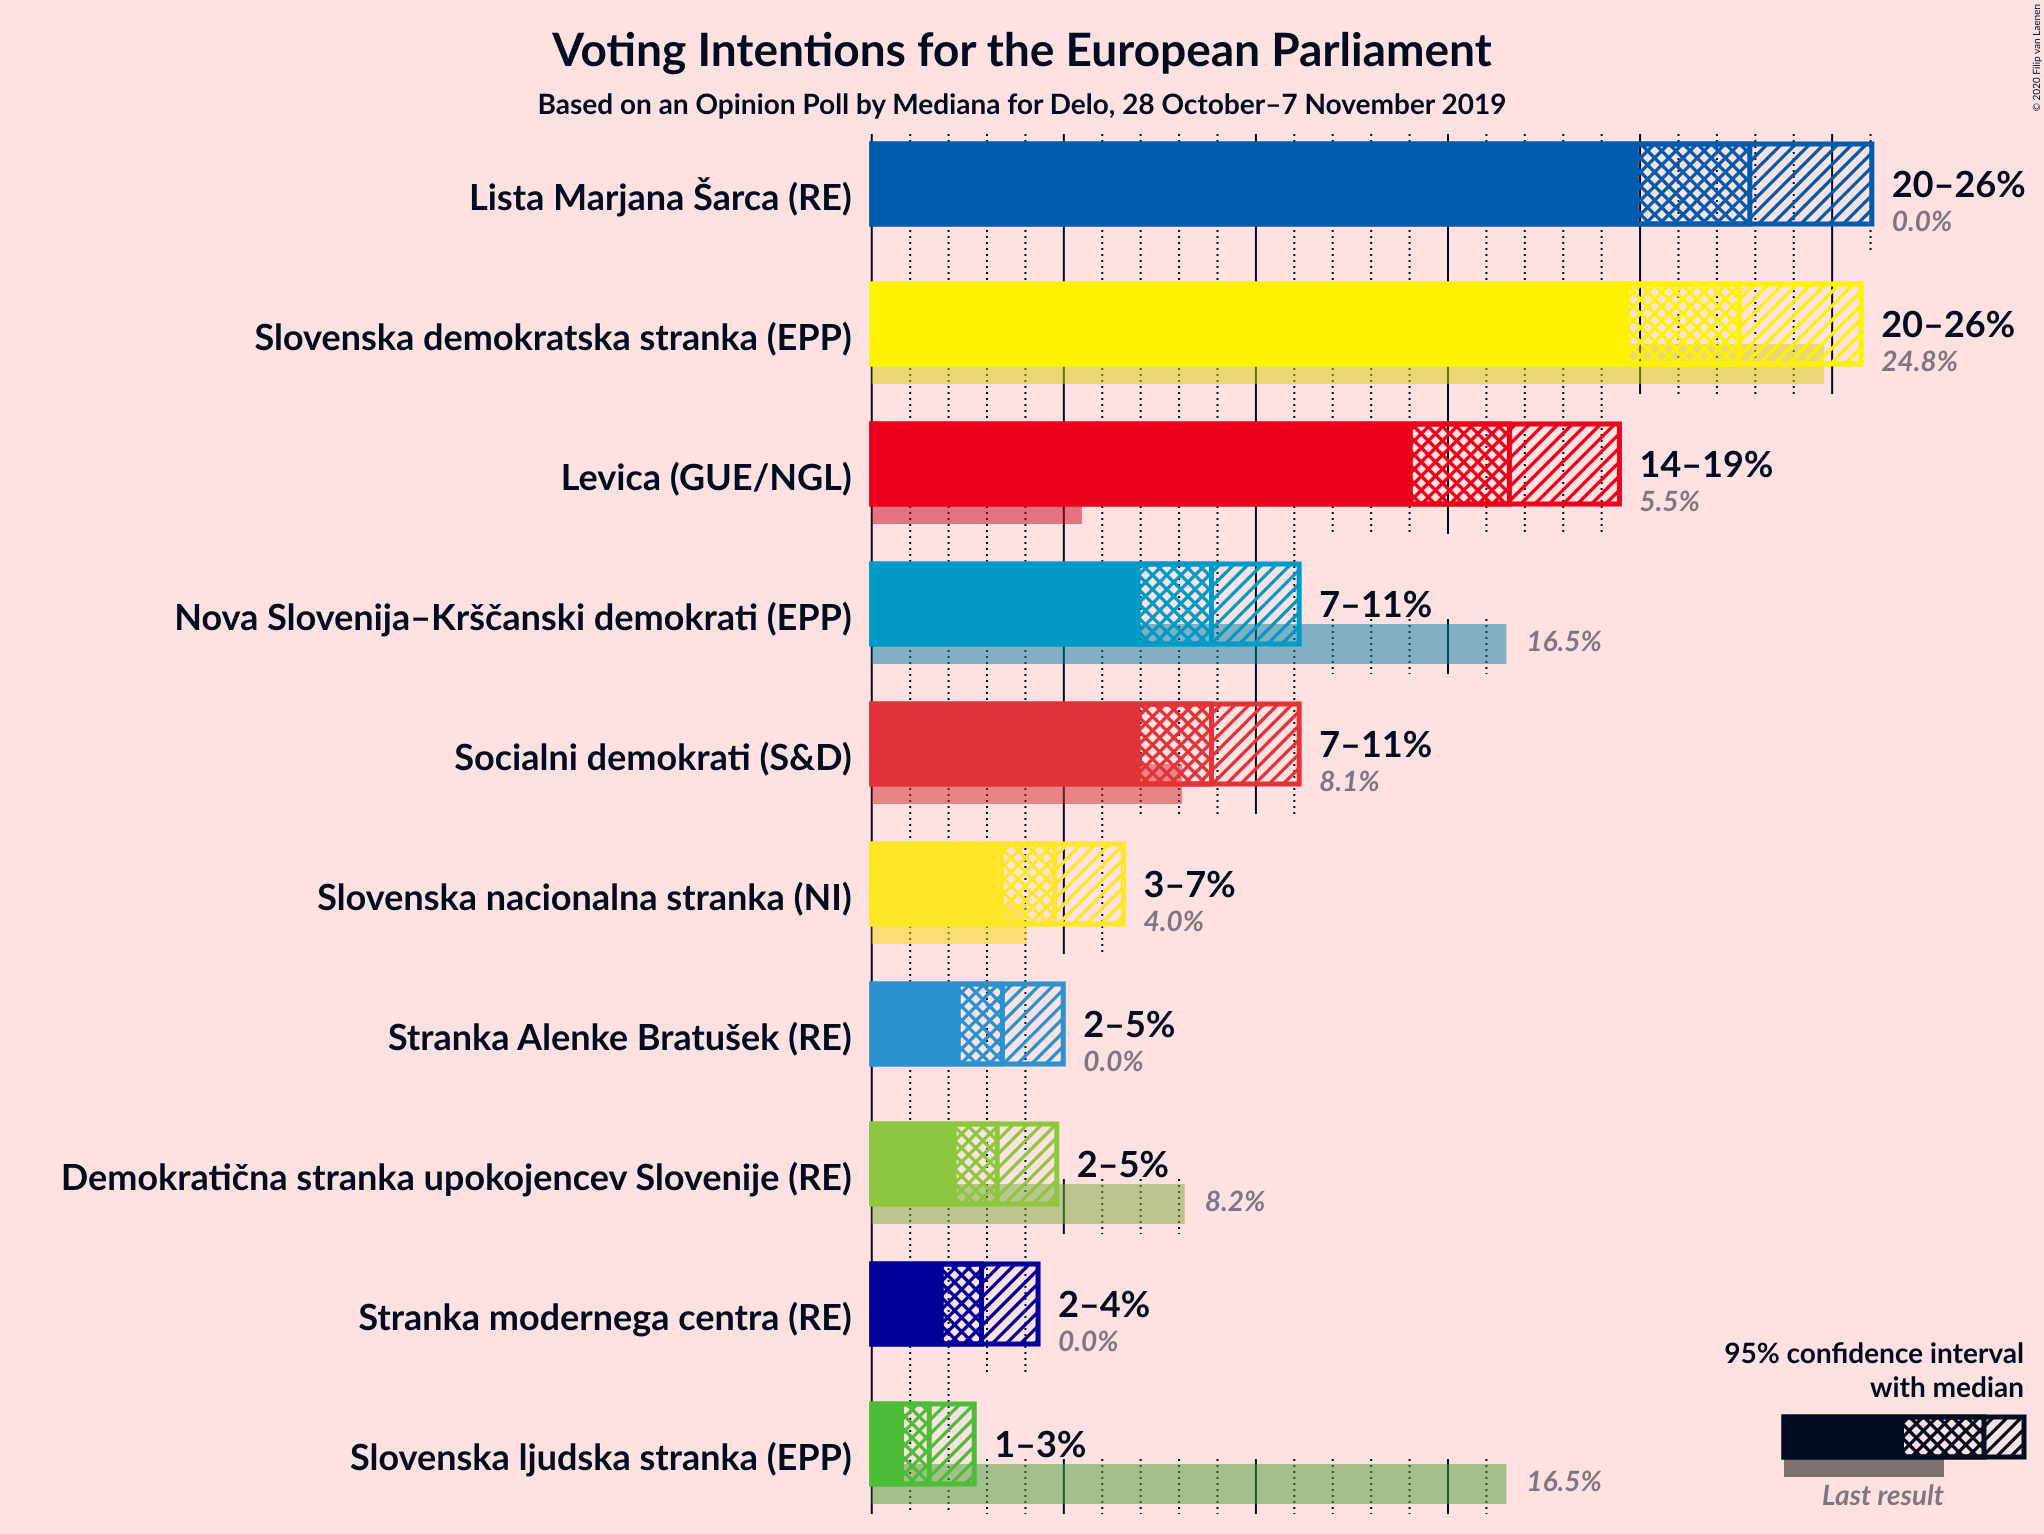 Voting Intentions for the European Parliament
Based on an Opinion Poll by Mediana for Delo, 28 October–7 November 2019
© 2020 Filip van Laenen
Lista Marjana Šarca (RE)
20–26%
0.0%
Slovenska demokratska stranka (EPP)
20–26%
24.8%
Levica (GUE/NGL)
14–19%
5.5%
Nova Slovenija–Krščanski demokrati (EPP)
7–11%
16.5%
Socialni demokrati (S&D)
7–11%
8.1%
Slovenska nacionalna stranka (NI)
3–7%
4.0%
Stranka Alenke Bratušek (RE)
2–5%
0.0%
Demokratična stranka upokojencev Slovenije (RE)
2–5%
8.2%
Stranka modernega centra (RE)
2–4%
0.0%
Slovenska ljudska stranka (EPP)
1–3%
16.5%
95% confidence interval
with median
Last result